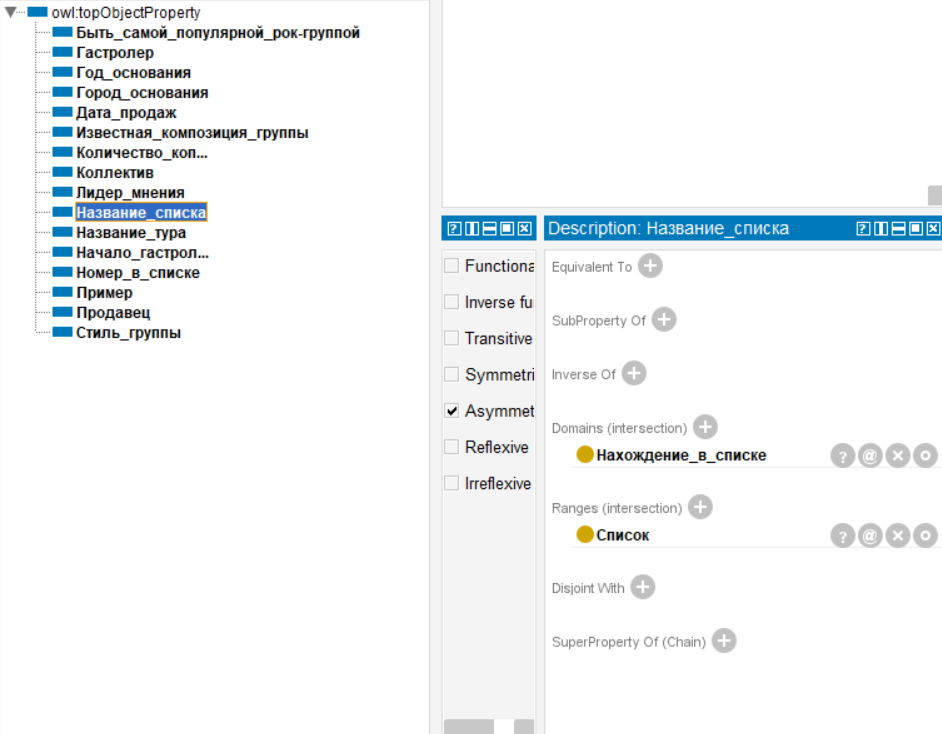 owl:topObjectProperty
Быть_самой_популярной_рок-группой
Гастролер
Год_основания
Город_основания
Дата_продаж
Известная_композиция_группы
Количество_коп...
Коллектив
Лидер_мнения
Название_списка
Название_тура
Начало_гастрол...
Номер_в_списке
Пример
Продавец
Стиль_группы
Functiona
Inverse fu
Transitive
Symmetri
Asymmet
Reflexive
Irreflexive
Description: Название_списка
Equivalent To
SubProperty Of
Inverse Of
Domains (intersection)
Нахождение_в_списке
Ranges (intersection)
Список
Disjoint With
SuperProperty Of (Chain)